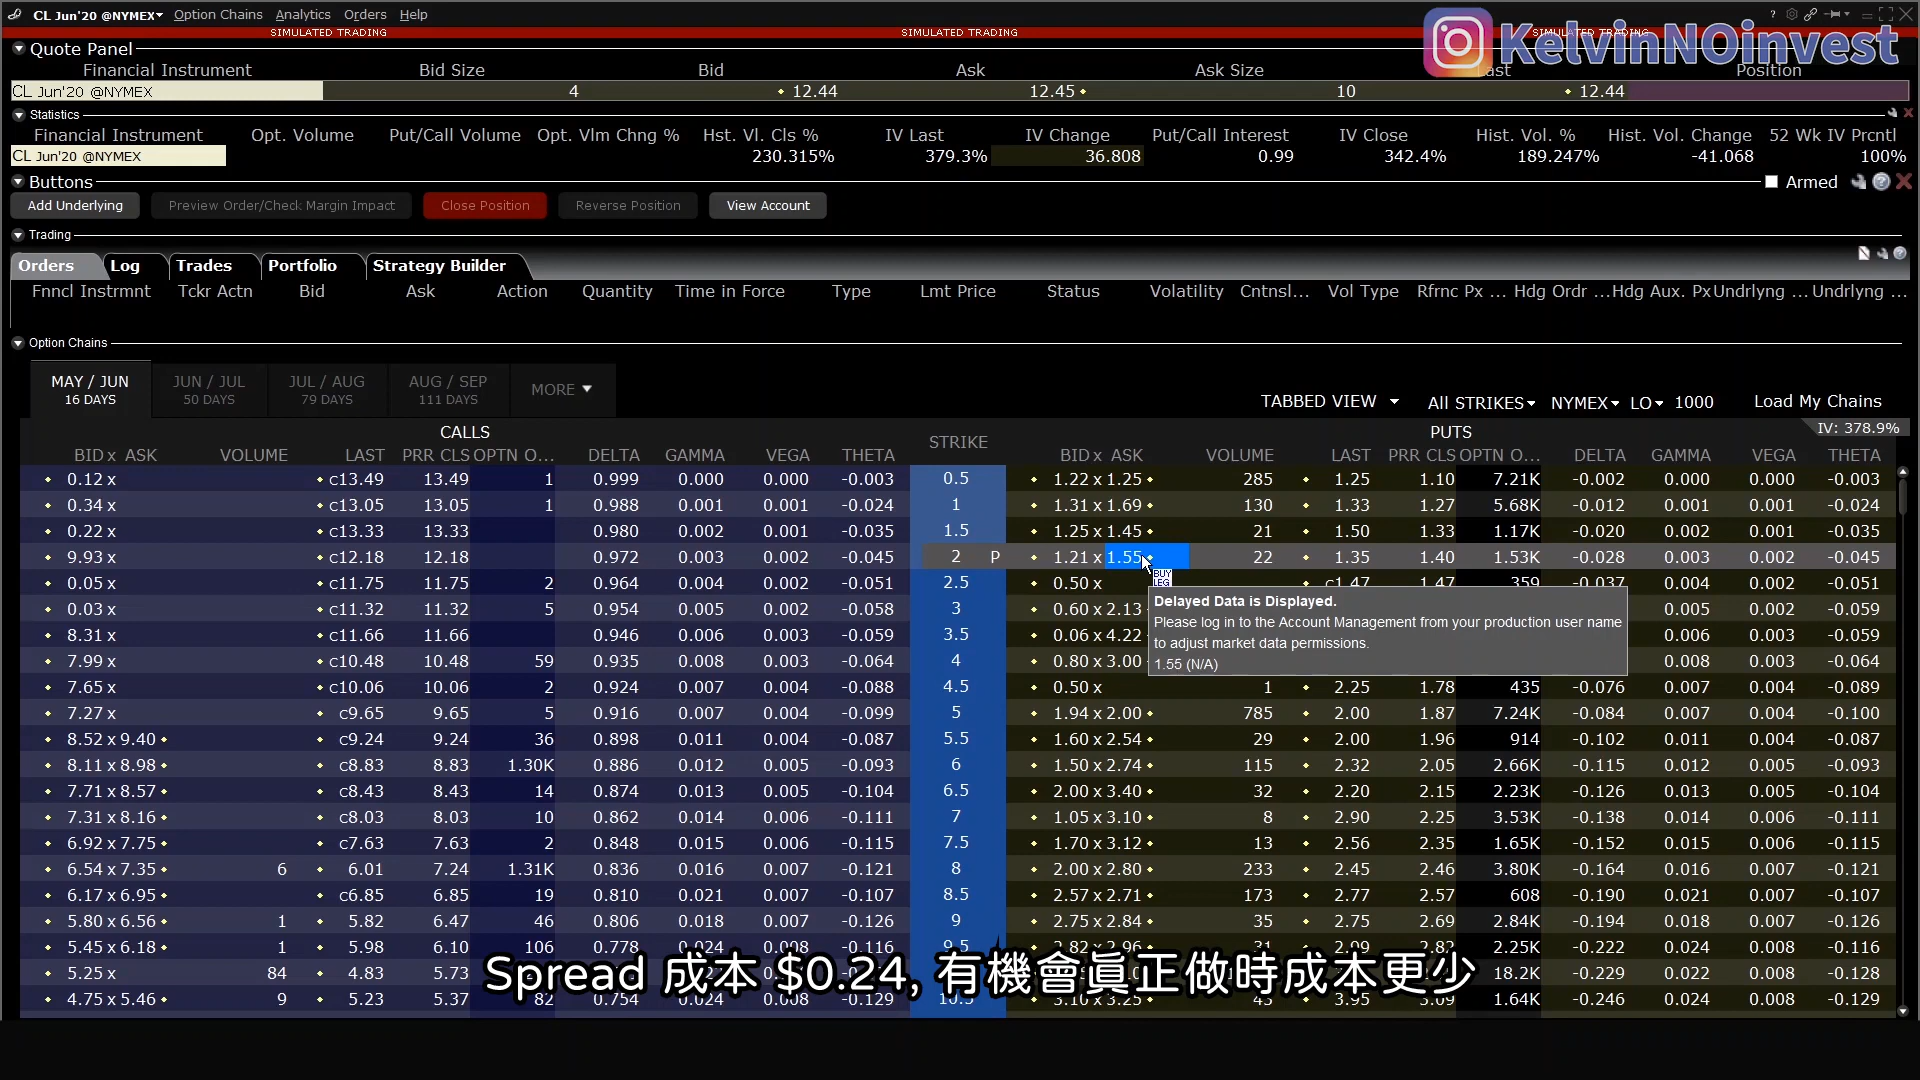 CL Jun'20 @NYMEX Option Chains Analytics Orders Help
SIMULATED TRADING SIMULATED TRADING
KelvinNOinvest
Quote Panel
Financial Instrument Bid Size Bid Ask Ask Size Last Position
CL Jun'20 @NYMEX 4 12.44 12.45 10 12.44
Statistics
Financial Instrument Opt. Volume Put/Call Volume Opt. Vlm Chng % Hst. Vl. Cls % IV Last IV Change Put/Call Interest IV Close Hist. Vol. % Hist. Vol. Change 52 Wk IV Prcntl
CL Jun'20 @NYMEX 230.315% 379.3% 36.808 0.99 342.4% 189.247% -41.068 100%
Buttons Armed
Add Underlying Preview Order/Check Margin Impact Close Position Reverse Position View Account
Trading
Orders Log Trades Portfolio Strategy Builder
Fnncl Instrmnt Tckr Actn Bid Ask Action Quantity Time in Force Type Lmt Price Status Volatility Cntnsl... Vol Type Rfrnc Px ... Hdg Ordr ... Hdg Aux. Px Undrlyng ... Undrlyng ...
Option Chains
MAY / JUN JUN / JUL JUL / AUG AUG / SEP MORE
16 DAYS 50 DAYS 79 DAYS 111 DAYS
TABBED VIEW All STRIKES NYMEX LO 1000 Load My Chains
IV: 378.9%
CALLS STRIKE PUTS
BID x ASK VOLUME LAST PRR CLS OPTN O... DELTA GAMMA VEGA THETA BID x ASK VOLUME LAST PRR CLS OPTN O... DELTA GAMMA VEGA THETA
0.12 x c13.49 13.49 1 0.999 0.000 0.000 -0.003 0.5 1.22 x 1.25 285 1.25 1.10 7.21K -0.002 0.000 0.000 -0.003
0.34 x c13.05 13.05 1 0.988 0.001 0.001 -0.024 1 1.31 x 1.69 130 1.33 1.27 5.68K -0.012 0.001 0.001 -0.024
0.22 x c13.33 13.33 0.980 0.002 0.001 -0.035 1.5 1.25 x 1.45 21 1.50 1.33 1.17K -0.020 0.002 0.001 -0.035
9.93 x c12.18 12.18 0.972 0.003 0.002 -0.045 2 P 1.21 x 1.55 22 1.35 1.40 1.53K -0.028 0.003 0.002 -0.045
0.05 x c11.75 11.75 2 0.964 0.004 0.002 -0.051 2.5 0.50 x c1.47 1.47 359 -0.037 0.004 0.002 -0.051
BUY
LEG
0.03 x c11.32 11.32 5 0.954 0.005 0.002 -0.058 3 0.60 x 2.13 0.005 0.002 -0.059
8.31 x c11.66 11.66 0.946 0.006 0.003 -0.059 3.5 0.06 x 4.22 0.006 0.003 -0.059
7.99 x c10.48 10.48 59 0.935 0.008 0.003 -0.064 4 0.80 x 3.00 0.008 0.003 -0.064
Delayed Data is Displayed.
Please log in to the Account Management from your production user name
to adjust market data permissions.
1.55 (N/A)
7.65 x c10.06 10.06 2 0.924 0.007 0.004 -0.088 4.5 0.50 x 1 2.25 1.78 435 -0.076 0.007 0.004 -0.089
7.27 x c9.65 9.65 5 0.916 0.007 0.004 -0.099 5 1.94 x 2.00 785 2.00 1.87 7.24K -0.084 0.007 0.004 -0.100
8.52 x 9.40 c9.24 9.24 36 0.898 0.011 0.004 -0.087 5.5 1.60 x 2.54 29 2.00 1.96 914 -0.102 0.011 0.004 -0.087
8.11 x 8.98 c8.83 8.83 1.30K 0.886 0.012 0.005 -0.093 6 1.50 x 2.74 115 2.32 2.05 2.66K -0.115 0.012 0.005 -0.093
7.71 x 8.57 c8.43 8.43 14 0.874 0.013 0.005 -0.104 6.5 2.00 x 3.40 32 2.20 2.15 2.23K -0.126 0.013 0.005 -0.104
7.31 x 8.16 c8.03 8.03 10 0.862 0.014 0.006 -0.111 7 1.05 x 3.10 8 2.90 2.25 3.53K -0.138 0.014 0.006 -0.111
6.92 x 7.75 c7.63 7.63 2 0.848 0.015 0.006 -0.115 7.5 1.70 x 3.12 13 2.56 2.35 1.65K -0.152 0.015 0.006 -0.115
6.54 x 7.35 6 6.01 7.24 1.31K 0.836 0.016 0.007 -0.121 8 2.00 x 2.80 233 2.45 2.46 3.80K -0.164 0.016 0.007 -0.121
6.17 x 6.95 c6.85 6.85 19 0.810 0.021 0.007 -0.107 8.5 2.57 x 2.71 173 2.77 2.57 608 -0.190 0.021 0.007 -0.107
5.80 x 6.56 1 5.82 6.47 46 0.806 0.018 0.007 -0.126 9 2.75 x 2.84 35 2.75 2.69 2.84K -0.194 0.018 0.007 -0.126
5.45 x 6.18 1 5.98 6.10 106 0.778 0.024 0.008 -0.116 9.5 2.82 x 2.96 31 2.99 2.82 2.25K -0.222 0.024 0.008 -0.116
5.25 x 84 4.83 5.73 18.2K -0.228 0.022 0.008 -0.126
4.75 x 5.46 9 5.23 5.37 82 0.754 0.024 0.008 -0.129 10.5 3.10 x 3.25 45 3.95 3.09 1.64K -0.246 0.024 0.008 -0.129
Spread 成本 $0.24, 有機會真正做時成本更少